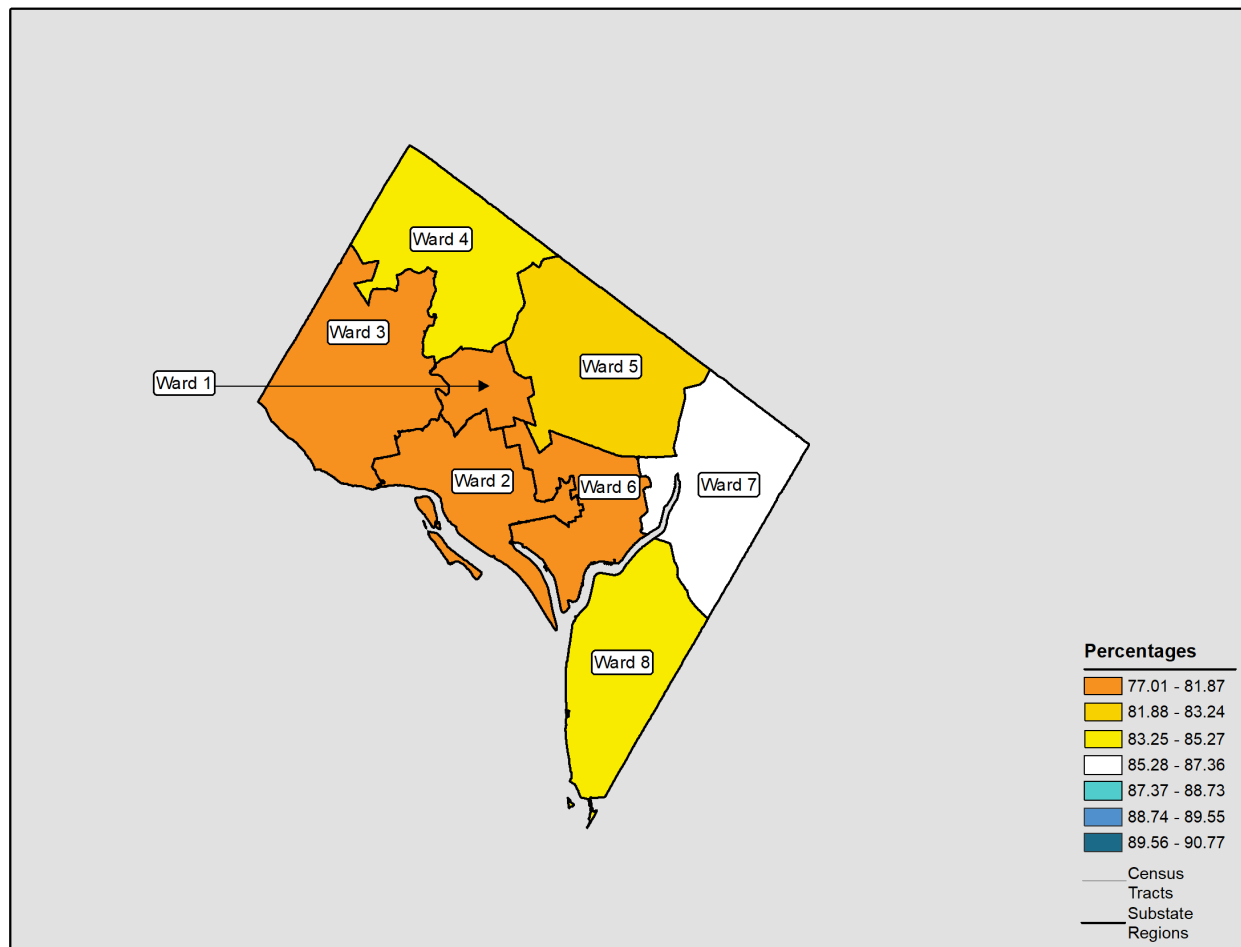 Ward 4
Ward 3
Ward 5
Ward 1
Ward 2
Ward 6
Ward 7
Ward 8
Percentages
77.01 - 81.87
81.88 - 83.24
83.25 - 85.27
85.28 - 87.36
87.37 - 88.73
88.74 - 89.55
89.56 - 90.77
Census
Tracts
Substate
Regions